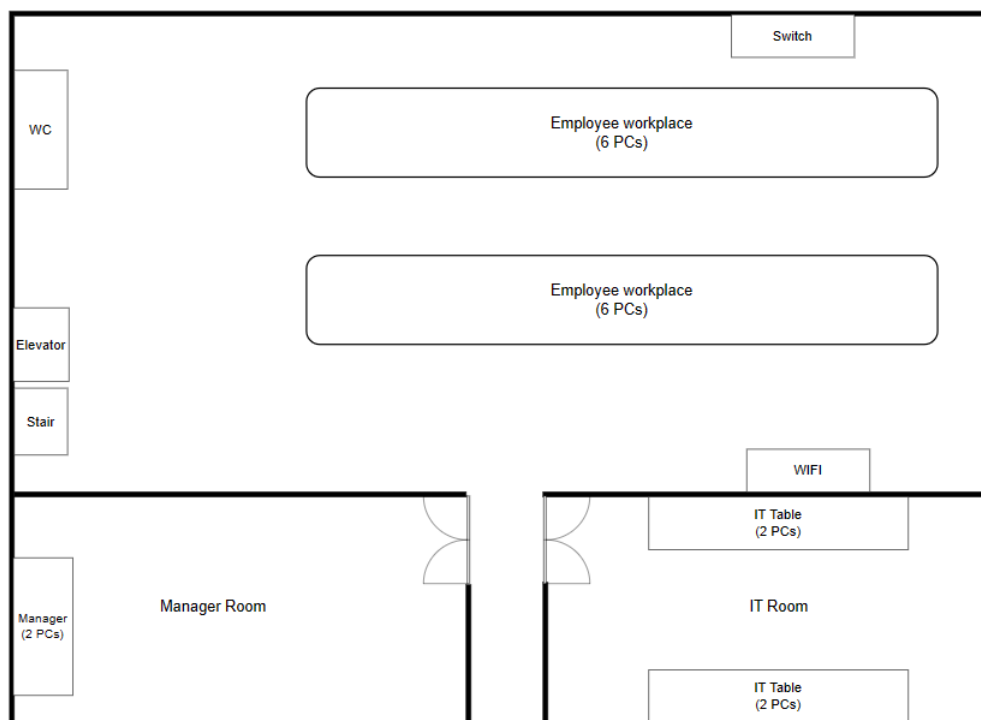 Switch
WC
Employee workplace
(6 PCs)
Employee workplace
(6 PCs)
Elevator
Stair
WIFI
IT Table
(2 PCs)
Manager Room
IT Room
Manager
(2 PCs)
IT Table
(2 PCs)